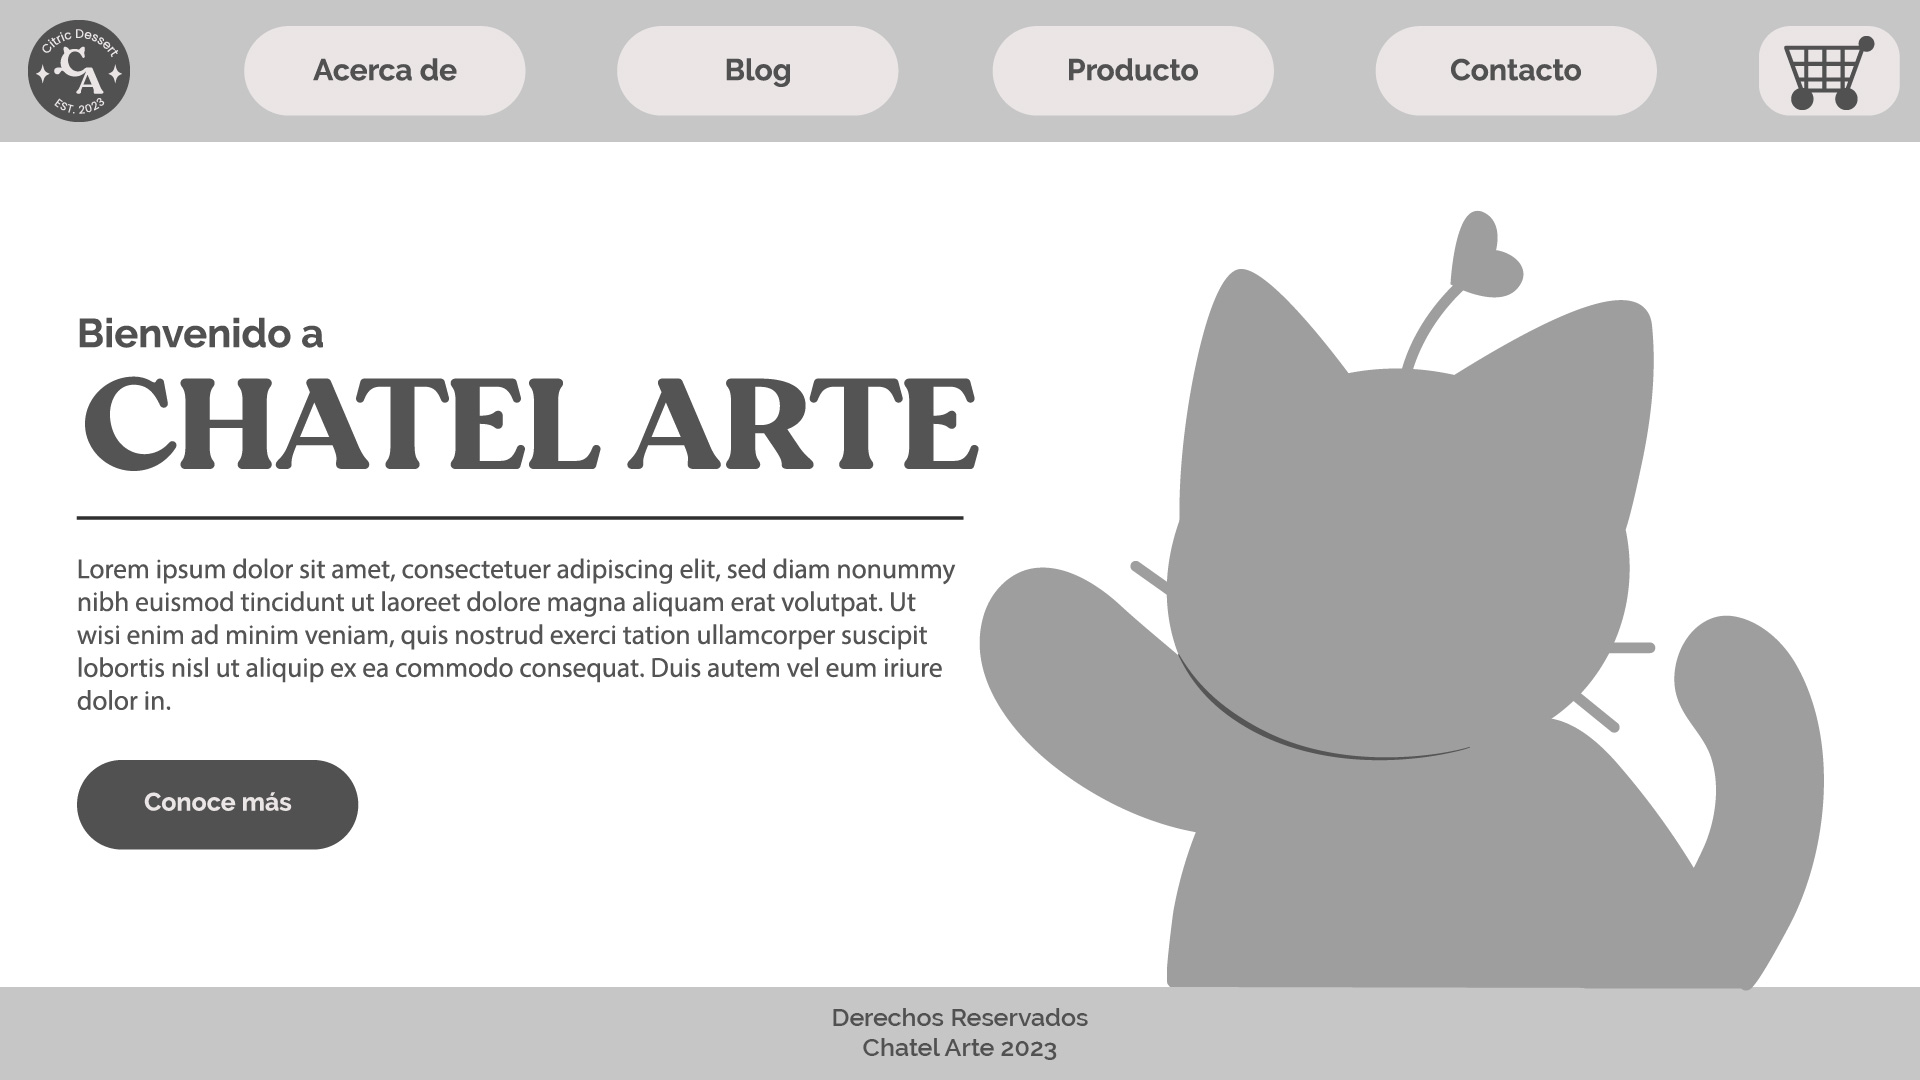 Citric Dessert
CA
EST. 2023
Acerca de
Blog
Producto
Contacto
Bienvenido a
CHATEL ARTE
Lorem ipsum dolor sit amet, consectetuer adipiscing elit, sed diam nonummy
nibh euismod tincidunt ut laoreet dolore magna aliquam erat volutpat. Ut
wisi enim ad minim veniam, quis nostrud exerci tation ullamcorper suscipit
lobortis nisl ut aliquip ex ea commodo consequat. Duis autem vel eum iriure
dolor in.
Conoce más
Derechos Reservados
Chatel Arte 2023